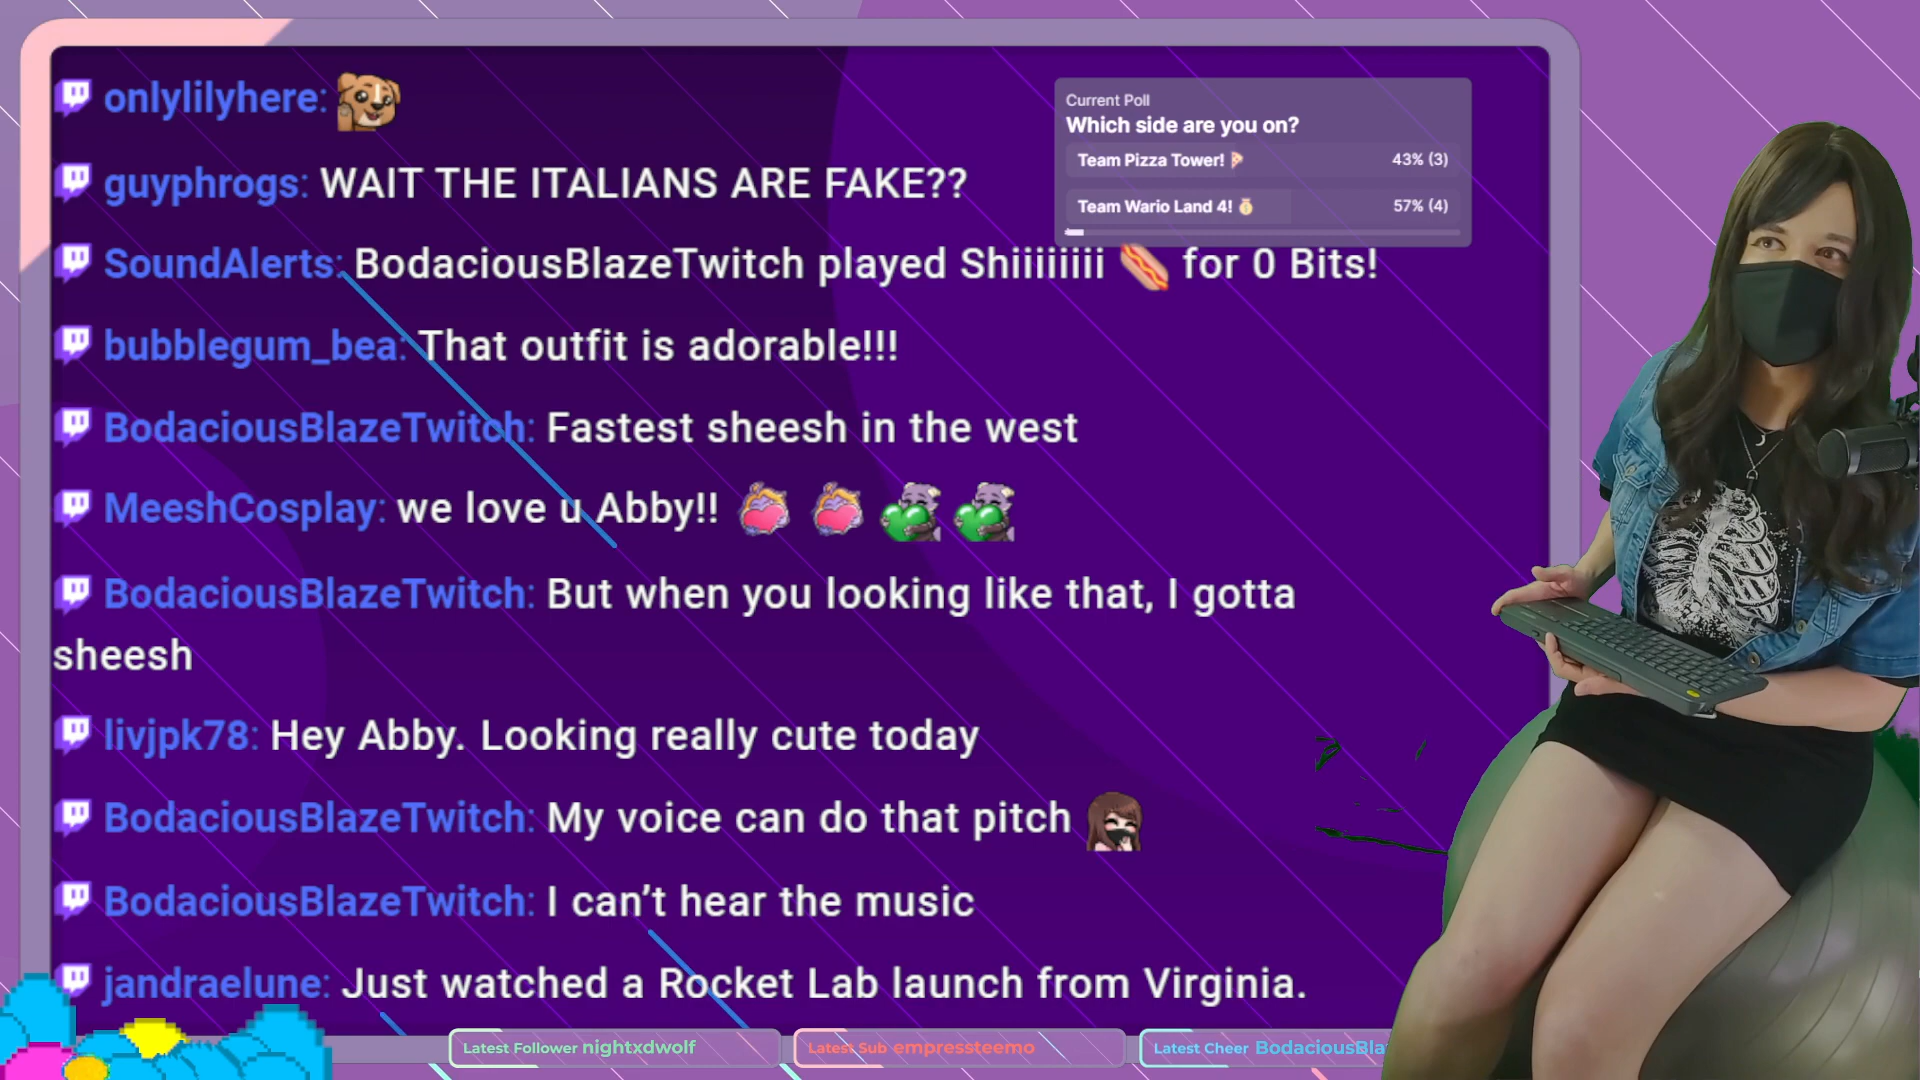 onlylilyhere:
guyphrogs: WAIT THE ITALIANS ARE FAKE??
SoundAlerts: BodaciousBlazeTwitch played Shiiiiiiii for 0 Bits!
bubblegum_bea: That outfit is adorable!!!
BodaciousBlazeTwitch: Fastest sheesh in the west
MeeshCosplay: we love u Abby!!
BodaciousBlazeTwitch: But when you looking like that, I gotta
sheesh
livjpk78: Hey Abby. Looking really cute today
BodaciousBlazeTwitch: My voice can do that pitch
BodaciousBlazeTwitch: I can’t hear the music
jandraelune: Just watched a Rocket Lab launch from Virginia.
Current Poll
Which side are you on?
Team Pizza Tower! 43% (3)
Team Wario Land 4! 57% (4)
Latest Follower nightxdwolf
Latest Sub empressteemo
Latest Cheer BodaciousBla